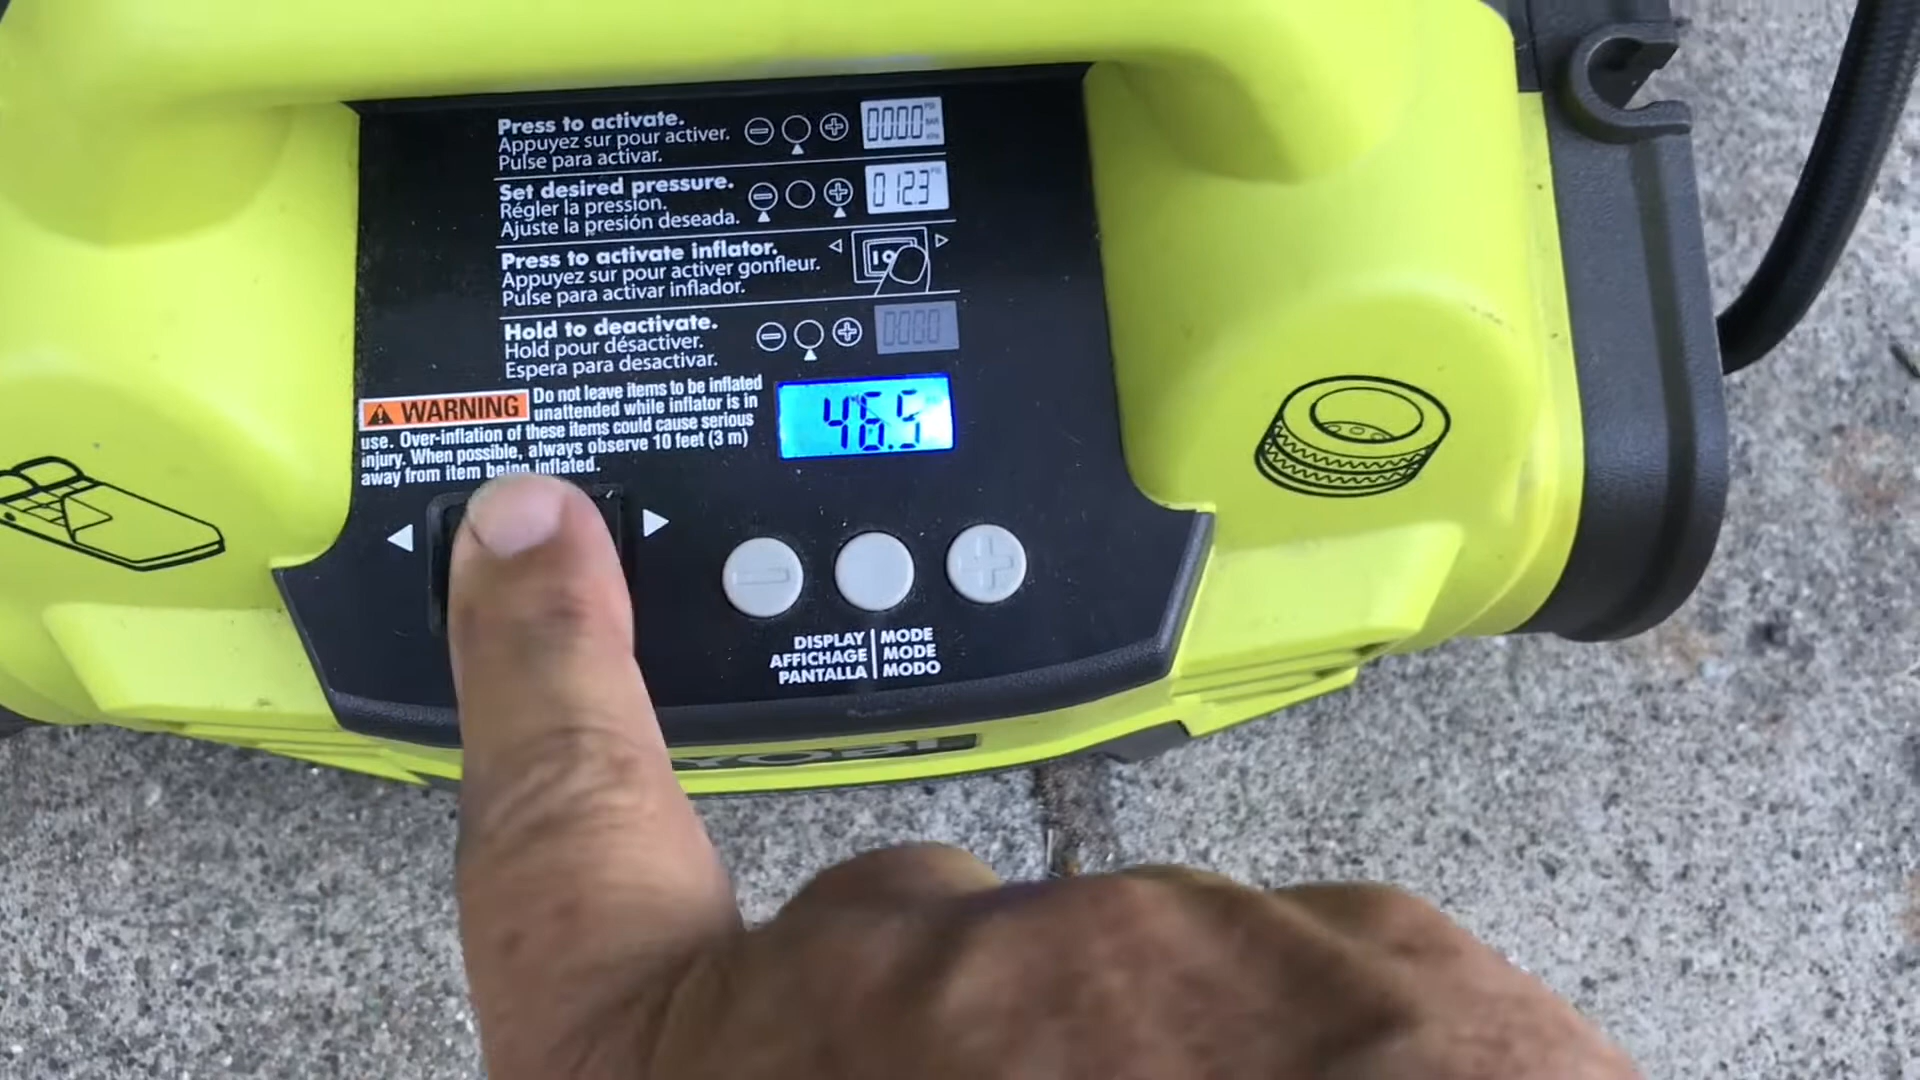 Press to activate.
Appuyez sur pour activer.
Pulse para activar.
0000
PSI
BAR
Set desired pressure.
Régler la pression.
Ajuste la presión deseada.
0123
Press to activate inflator.
Appuyez sur pour activer gonfleur.
Pulse para activar inflador.
Hold to deactivate.
Hold pour désactiver.
Espera para desactivar.
0000
WARNING Do not leave items to be inflated
unattended while inflator is in
use. Over-inflation of these items could cause serious
injury. When possible, always observe 10 feet (3 m)
away from item being inflated.
46.5
DISPLAY | MODE
AFFICHAGE | MODE
PANTALLA | MODO